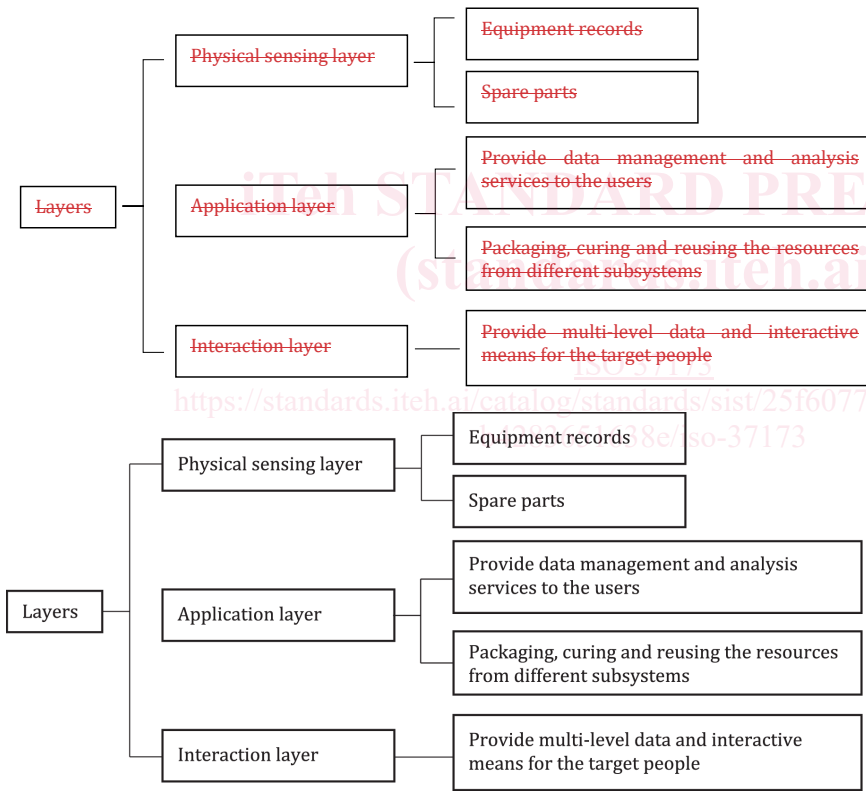 Equipment records
Physical sensing layer
Spare parts
Provide data management and analysis
services to the users
Layers
Application layer
Packaging, curing and reusing the resources
from different subsystems
Interaction layer
Provide multi-level data and interactive
means for the target people
iTeh STANDARD PRE
(standards.iteh.ai
ISO 37173
https://standards.iteh.ai/catalog/standards/sist/25f6077
38e/iso-37173
Equipment records
Physical sensing layer
Spare parts
Provide data management and analysis
services to the users
Layers
Application layer
Packaging, curing and reusing the resources
from different subsystems
Interaction layer
Provide multi-level data and interactive
means for the target people